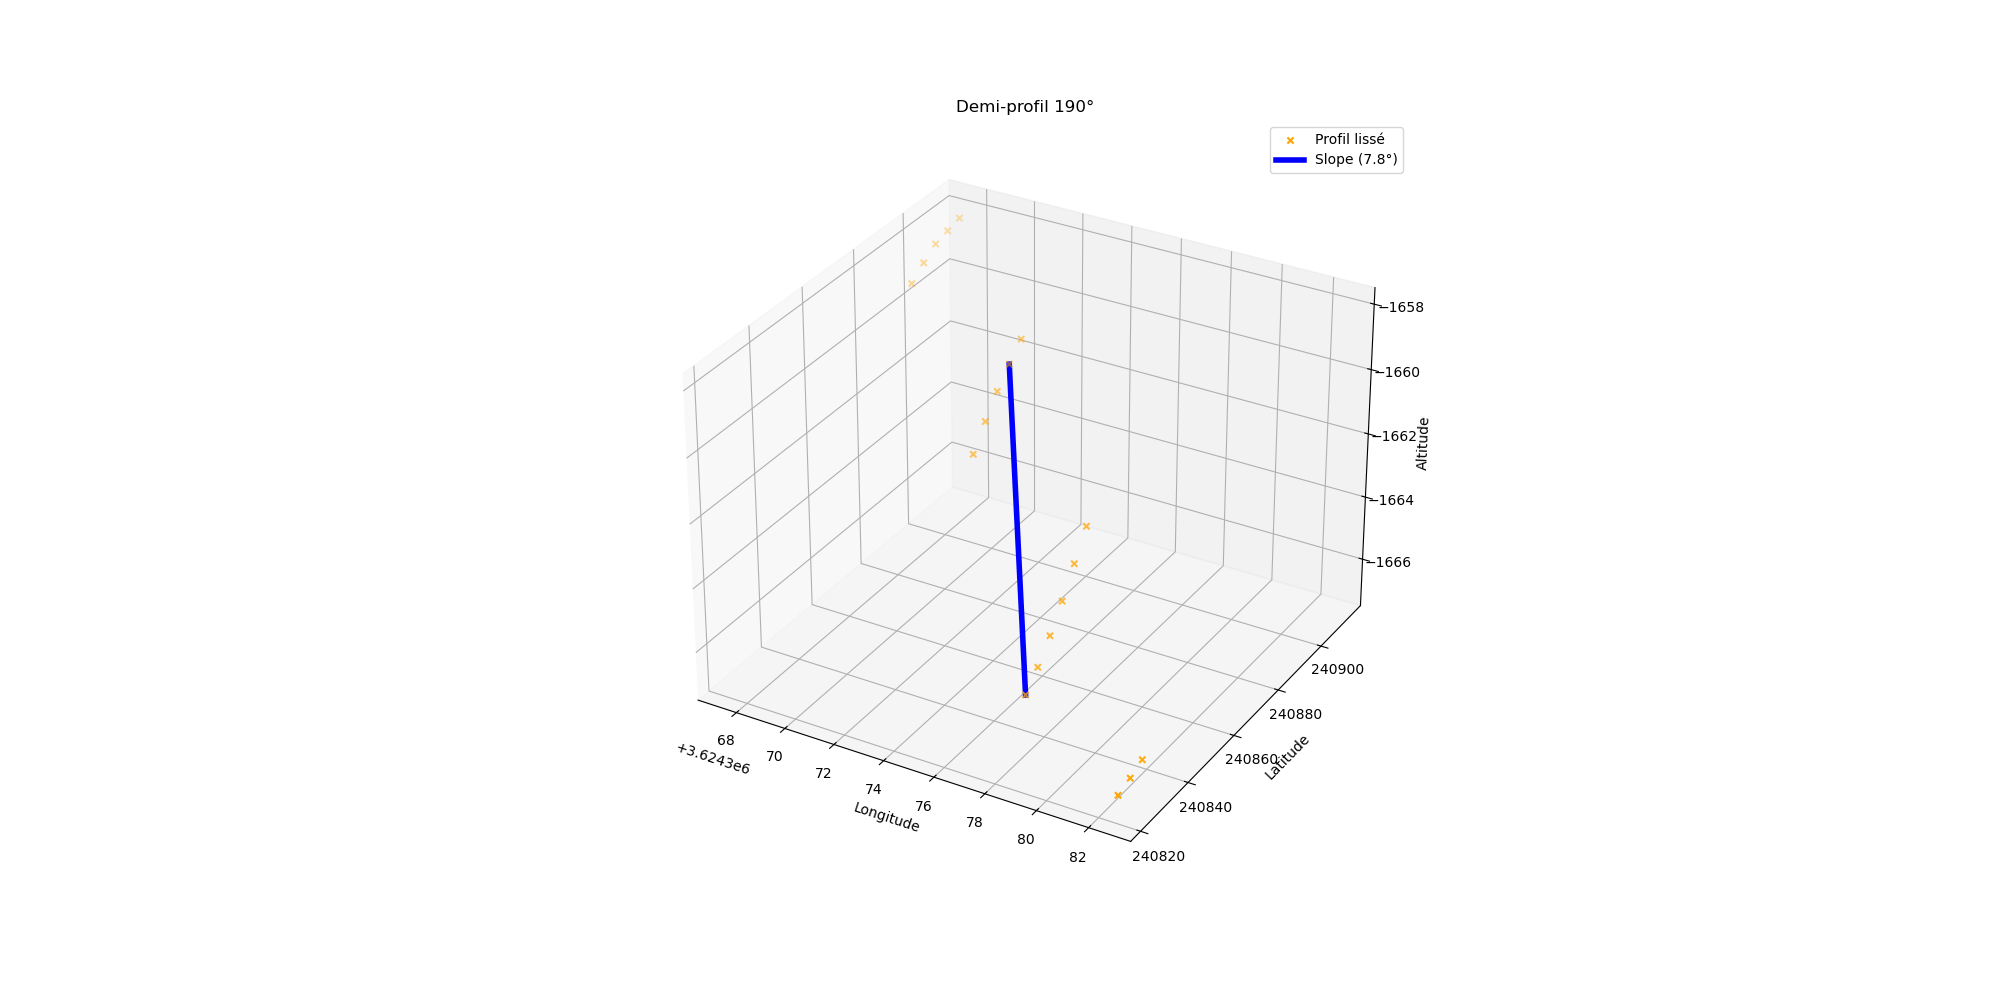 Demi-profil 190°
Profil lissé
Slope (7.8°)
−1658
−1660
−1662
−1664
−1666
Altitude
240900
240880
240860
240840
240820
Latitude
68
70
72
74
76
78
80
82
+3.6243e6
Longitude